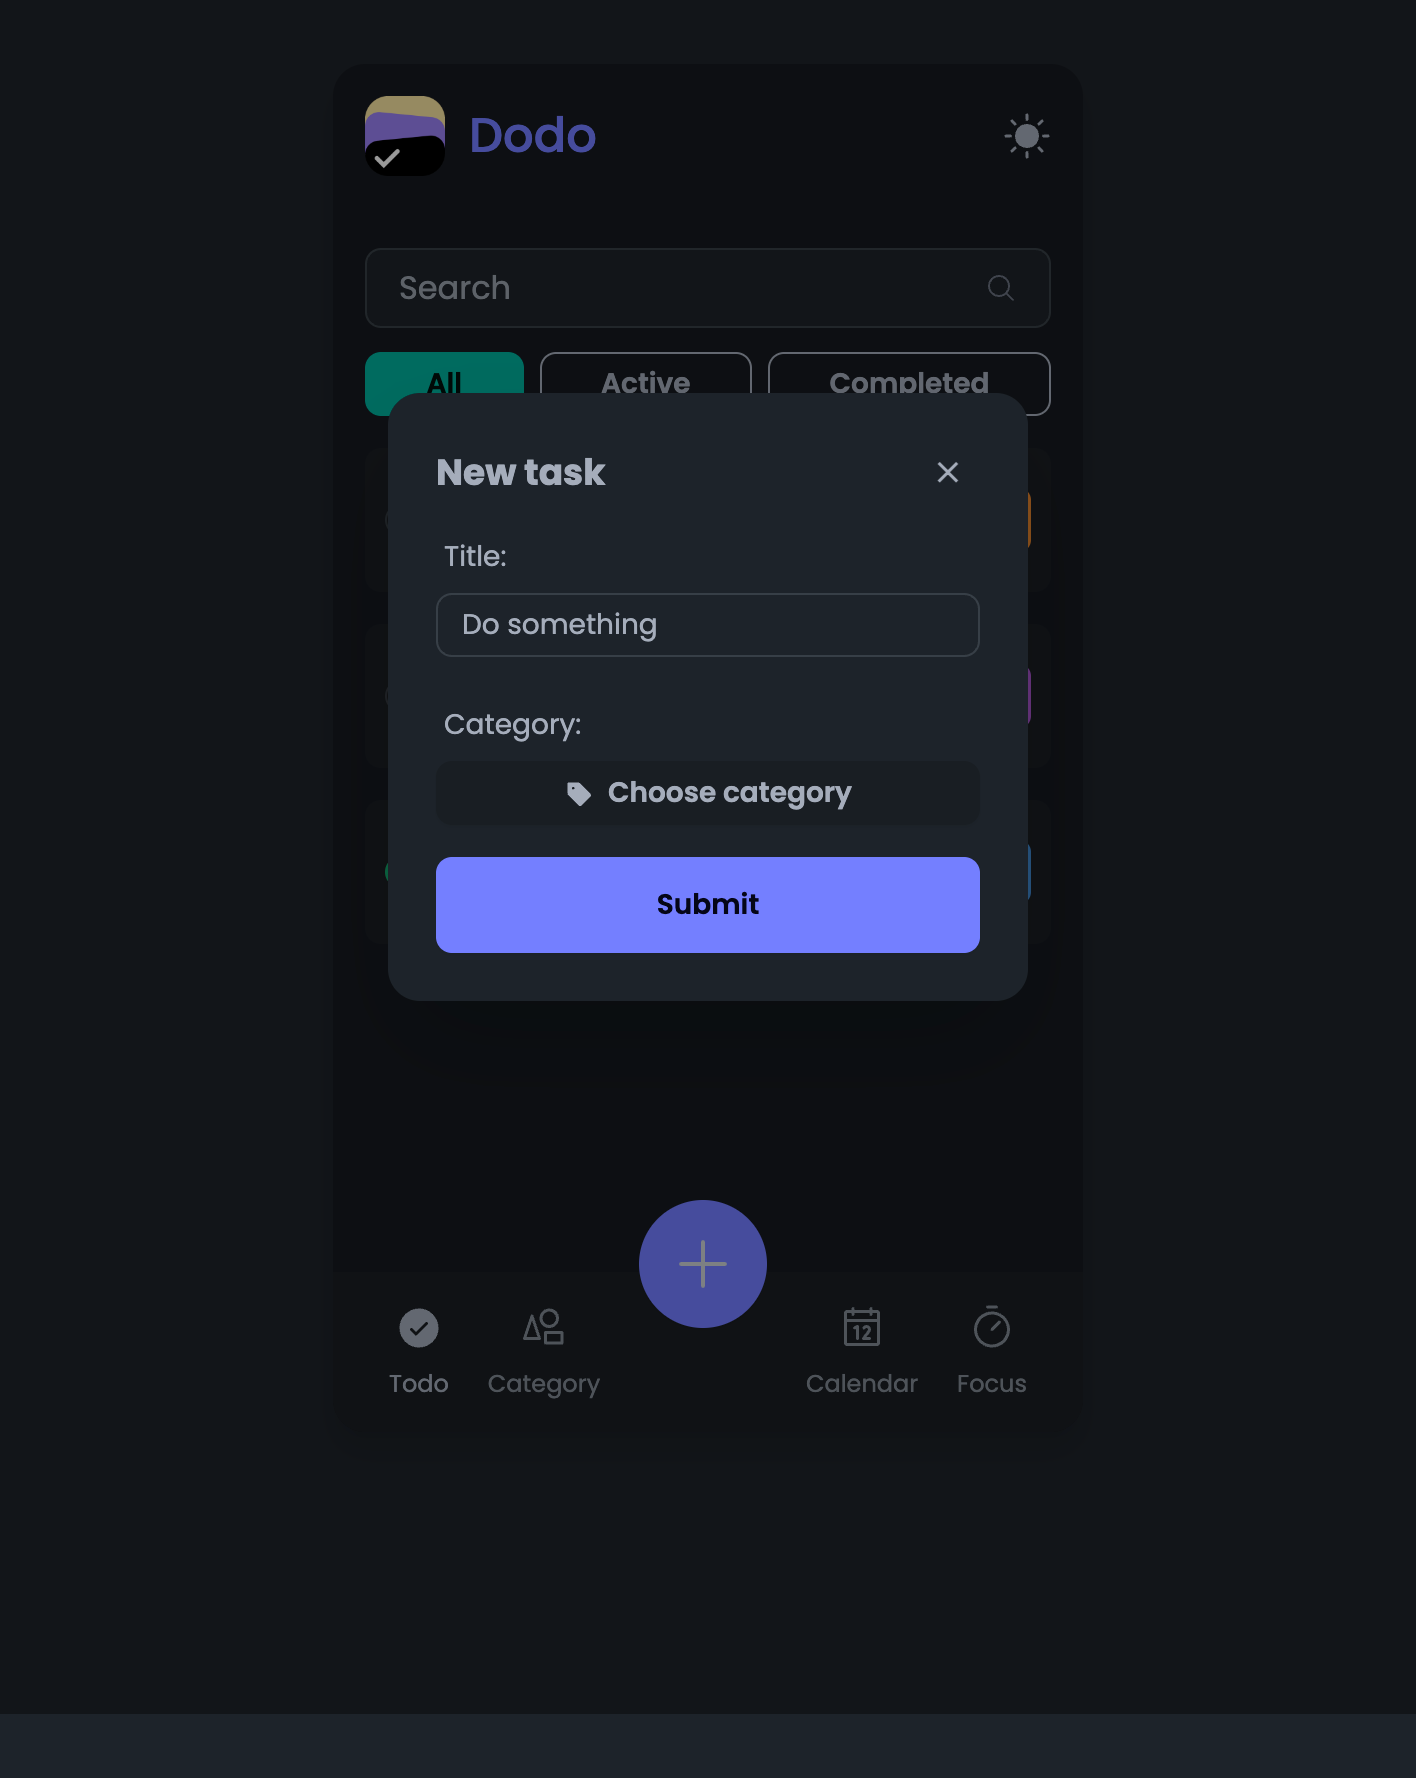 Dodo
Search
All
Active
Completed
New task
Title:
Do something
Category:
Choose category
Submit
12
Todo
Category
Calendar
Focus